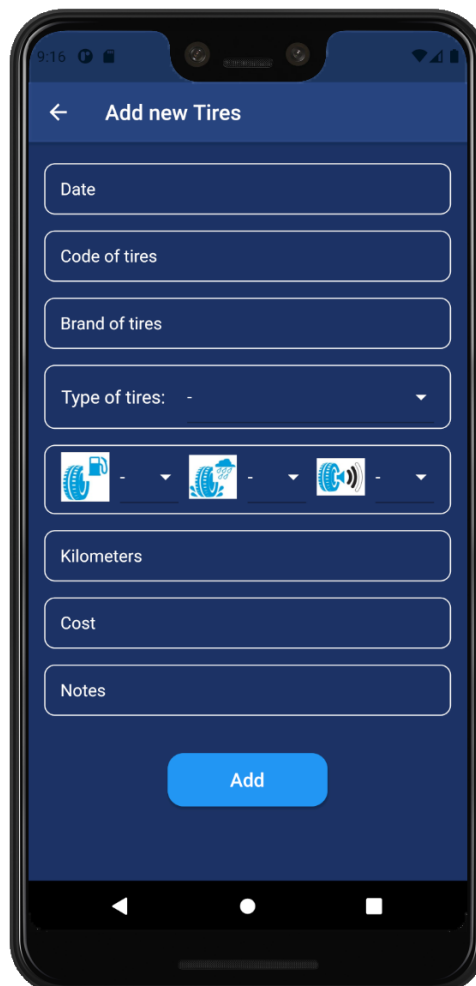 9:16
Add new Tires
Date
Code of tires
Brand of tires
Type of tires: -
- - -
Kilometers
Cost
Notes
Add